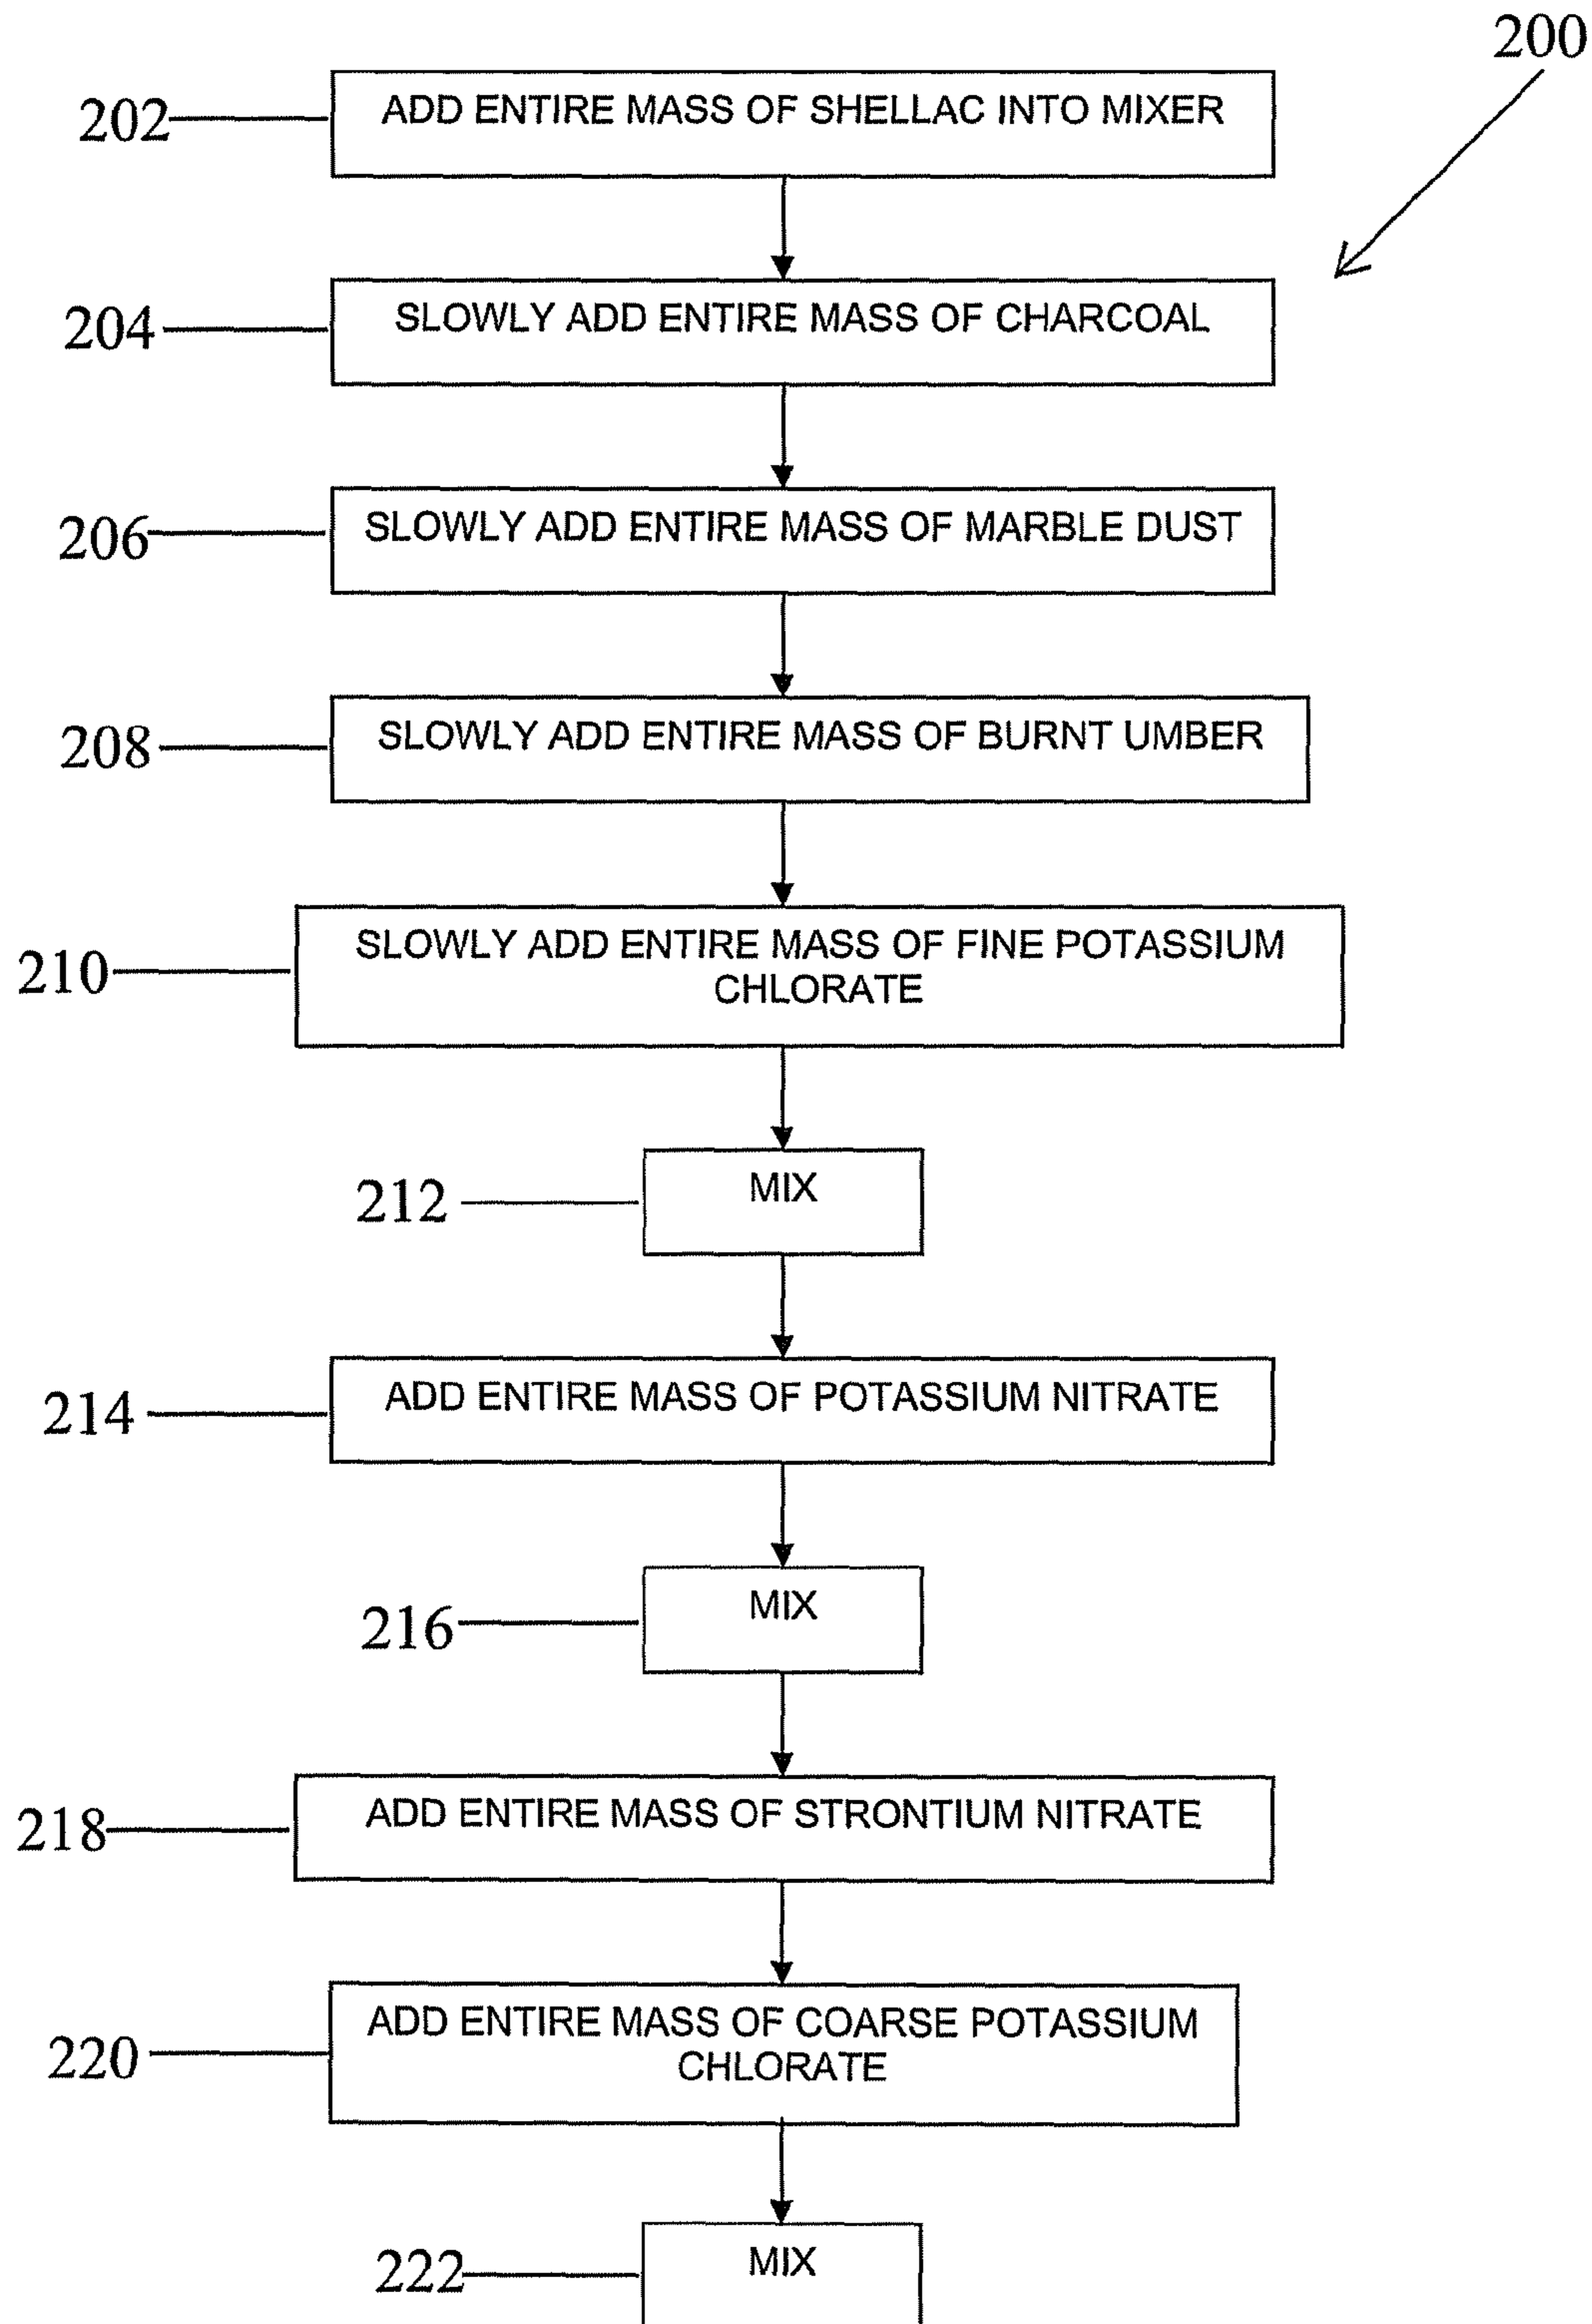 200
202
ADD ENTIRE MASS OF SHELLAC INTO MIXER
204
SLOWLY ADD ENTIRE MASS OF CHARCOAL
206
SLOWLY ADD ENTIRE MASS OF MARBLE DUST
208
SLOWLY ADD ENTIRE MASS OF BURNT UMBER
210
SLOWLY ADD ENTIRE MASS OF FINE POTASSIUM
CHLORATE
212
MIX
214
ADD ENTIRE MASS OF POTASSIUM NITRATE
216
MIX
218
ADD ENTIRE MASS OF STRONTIUM NITRATE
220
ADD ENTIRE MASS OF COARSE POTASSIUM
CHLORATE
222
MIX